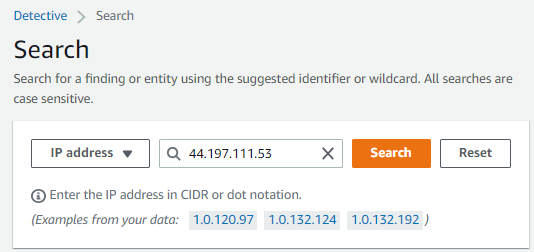 Detective > Search
Search
Search for a finding or entity using the suggested identifier or wildcard. All searches are
case sensitive.
IP address 44.197.111.53 Search Reset
Enter the IP address in CIDR or dot notation.
(Examples from your data: 1.0.120.97 1.0.132.124 1.0.132.192 )